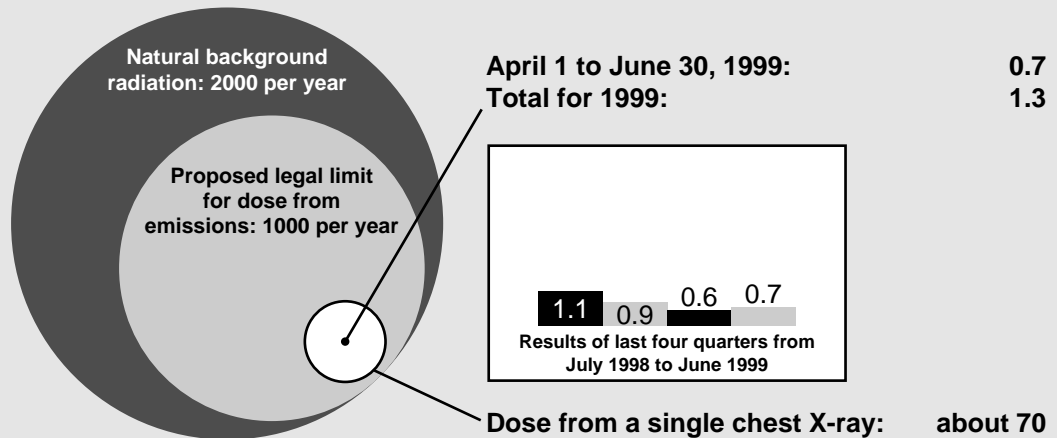 Natural background
radiation: 2000 per year
Proposed legal limit
for dose from
emissions: 1000 per year
April 1 to June 30, 1999: 0.7
Total for 1999: 1.3
1.1 0.9 0.6 0.7
Results of last four quarters from
July 1998 to June 1999
Dose from a single chest X-ray: about 70